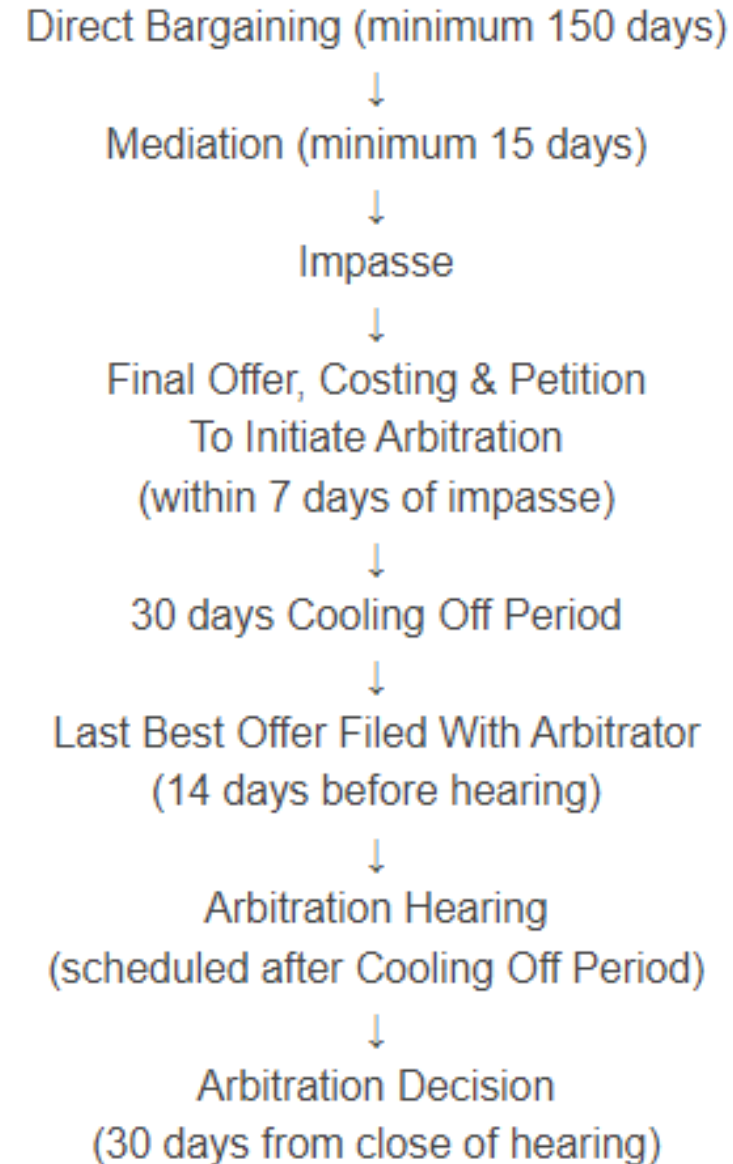 Direct Bargaining (minimum 150 days)
↓
Mediation (minimum 15 days)
↓
Impasse
↓
Final Offer, Costing & Petition
To Initiate Arbitration
(within 7 days of impasse)
↓
30 days Cooling Off Period
↓
Last Best Offer Filed With Arbitrator
(14 days before hearing)
↓
Arbitration Hearing
(scheduled after Cooling Off Period)
↓
Arbitration Decision
(30 days from close of hearing)